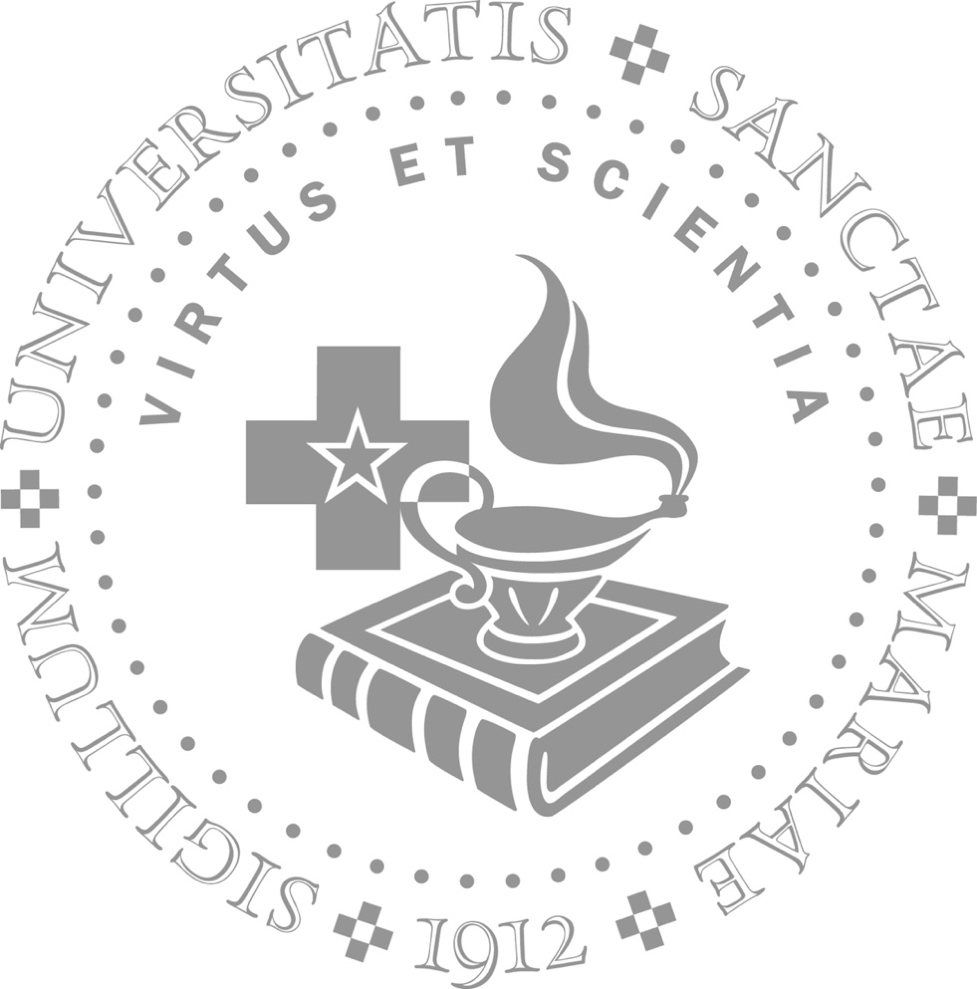 SIGILLUM UNIVERSITATIS SANCTAE MARIAE
1912
VIRTUS ET SCIENTIA